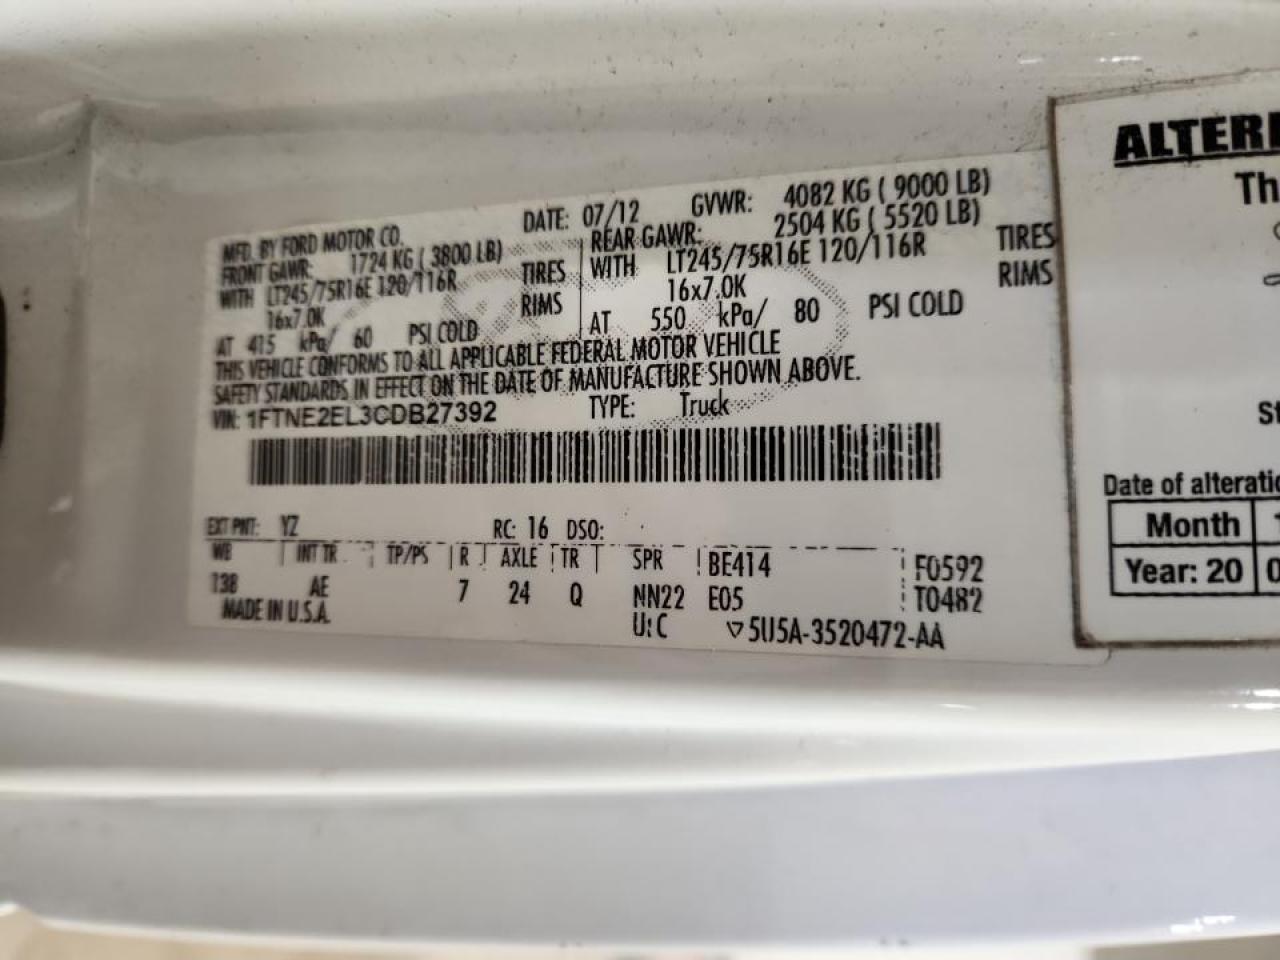 MFD. BY FORD MOTOR CO. DATE: 07/12 GVWR: 4082 KG ( 9000 LB)
FRONT GAWR: 1724 KG ( 3800 LB) REAR GAWR: 2504 KG ( 5520 LB)
WITH LT245/75R16E 120/116R TIRES WITH LT245/75R16E 120/116R TIRES
16x7.0K RIMS 16x7.0K RIMS
AT 415 kPa/ 60 PSI COLD AT 550 kPa/ 80 PSI COLD
THIS VEHICLE CONFORMS TO ALL APPLICABLE FEDERAL MOTOR VEHICLE
SAFETY STANDARDS IN EFFECT ON THE DATE OF MANUFACTURE SHOWN ABOVE.
VIN: 1FTNE2EL3CDB27392 TYPE: Truck
EXT PNT: YZ RC: 16 DSO:
WB INT TR TP/PS R AXLE TR SPR BE414 F0592
138 AE 7 24 Q NN22 E05 T0482
MADE IN U.S.A. U:C ▽5U5A-3520472-AA
ALTER
Th
St
Date of alteratio
Month 1
Year: 20 0